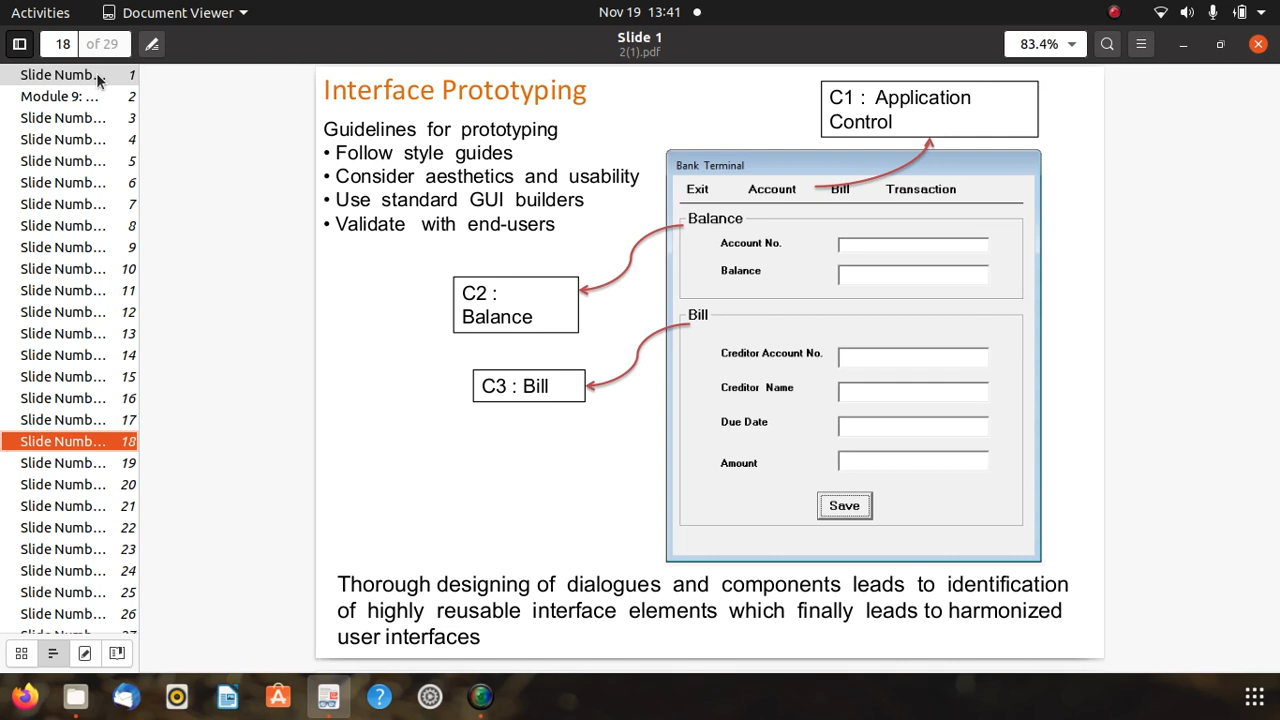 Activities
Document Viewer
Nov 19 13:41
18 of 29
Slide 1
2(1).pdf
83.4%
Slide Numb... 1
Module 9: ... 2
Slide Numb... 3
Slide Numb... 4
Slide Numb... 5
Slide Numb... 6
Slide Numb... 7
Slide Numb... 8
Slide Numb... 9
Slide Numb... 10
Slide Numb... 11
Slide Numb... 12
Slide Numb... 13
Slide Numb... 14
Slide Numb... 15
Slide Numb... 16
Slide Numb... 17
Slide Numb... 18
Slide Numb... 19
Slide Numb... 20
Slide Numb... 21
Slide Numb... 22
Slide Numb... 23
Slide Numb... 24
Slide Numb... 25
Slide Numb... 26
Interface Prototyping
Guidelines for prototyping
• Follow style guides
• Consider aesthetics and usability
• Use standard GUI builders
• Validate with end-users
C1 : Application
Control
C2 :
Balance
C3 : Bill
Bank Terminal
Exit Account Bill Transaction
Balance
Account No.
Balance
Bill
Creditor Account No.
Creditor Name
Due Date
Amount
Save
Thorough designing of dialogues and components leads to identification
of highly reusable interface elements which finally leads to harmonized
user interfaces